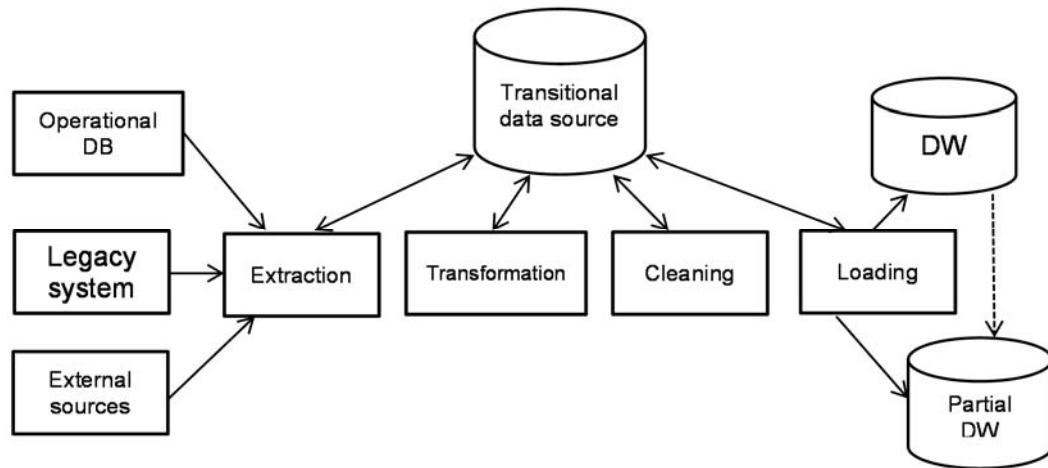 Transitional
data source
Operational
DB
DW
Legacy
system
Extraction
Transformation
Cleaning
Loading
External
sources
Partial
DW